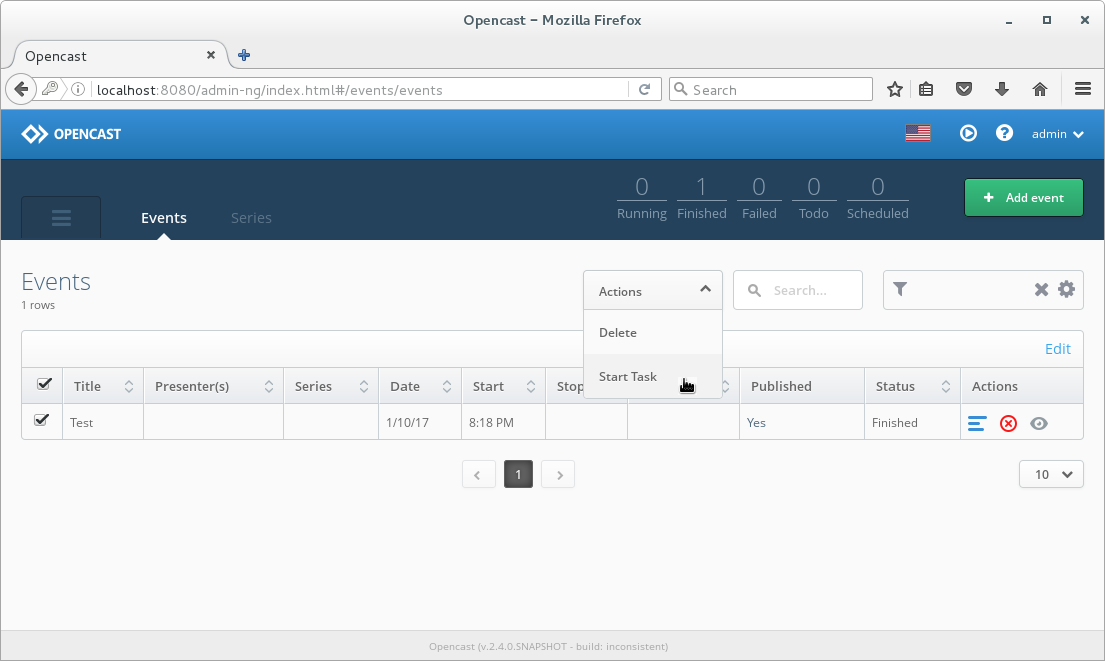 Opencast – Mozilla Firefox
Opencast
localhost:8080/admin-ng/index.html#/events/events
Search
OPENCAST
admin
Events
Series
0 1 0 0 0
Running Finished Failed Todo Scheduled
Add event
Events
1 rows
Actions
Search...
Delete
Start Task
Edit
Title Presenter(s) Series Date Start Stop Published Status Actions
Test 1/10/17 8:18 PM Yes Finished
1
10
Opencast (v.2.4.0.SNAPSHOT - build: inconsistent)